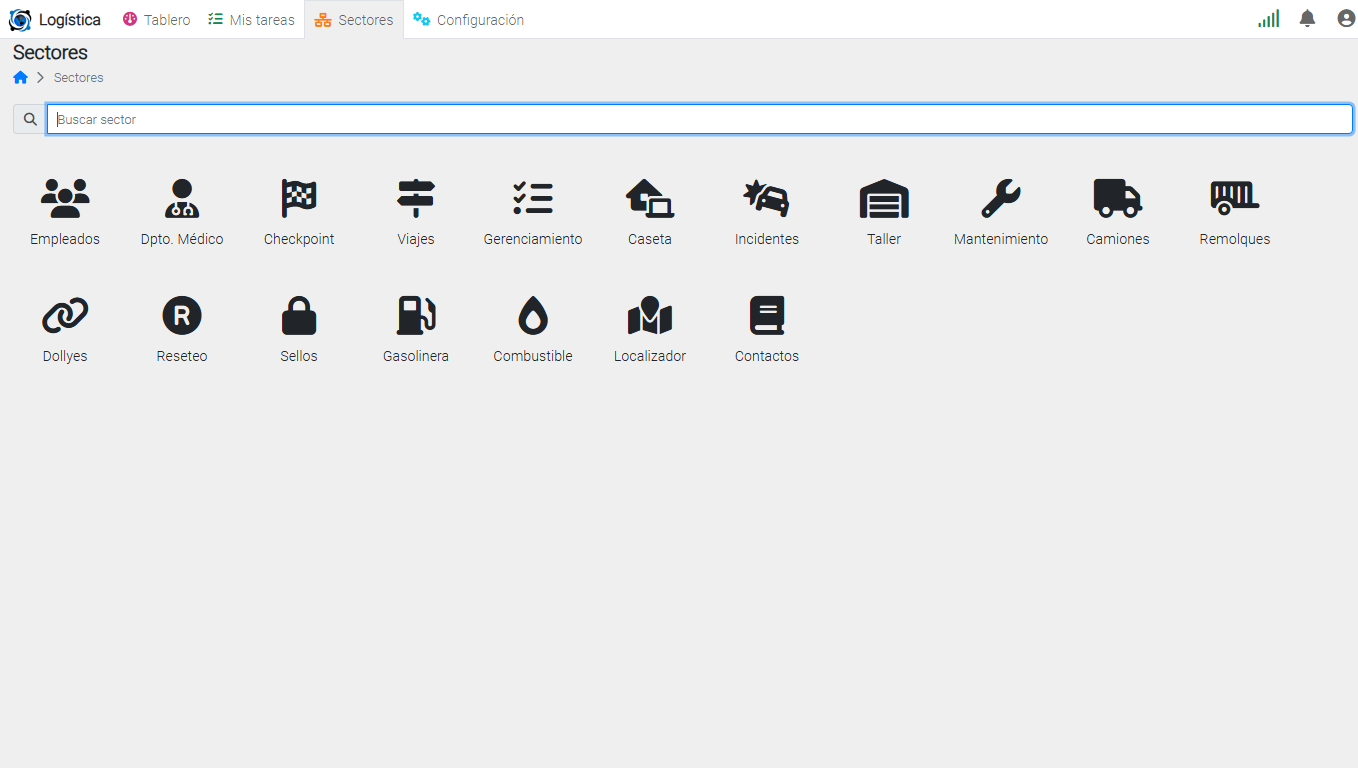 Logística Tablero Mis tareas Sectores Configuración
Sectores
Sectores
Buscar sector
Empleados Dpto. Médico Checkpoint Viajes Gerenciamiento Caseta Incidentes Taller Mantenimiento Camiones Remolques
R
Dollyes Reseteo Sellos Gasolinera Combustible Localizador Contactos